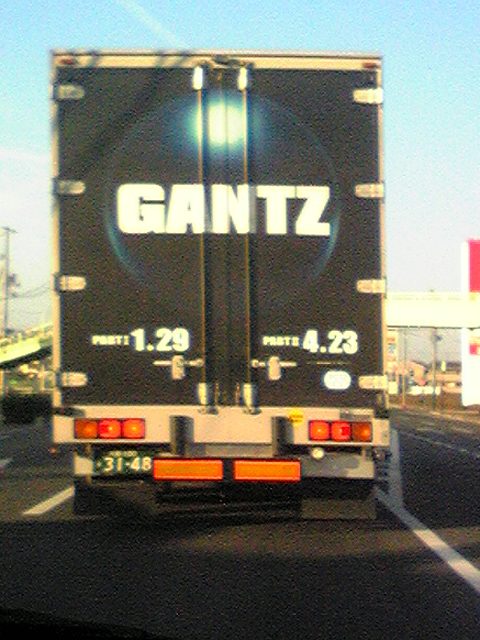 GANTZ
PART I 1.29
PART II 4.23
31-48